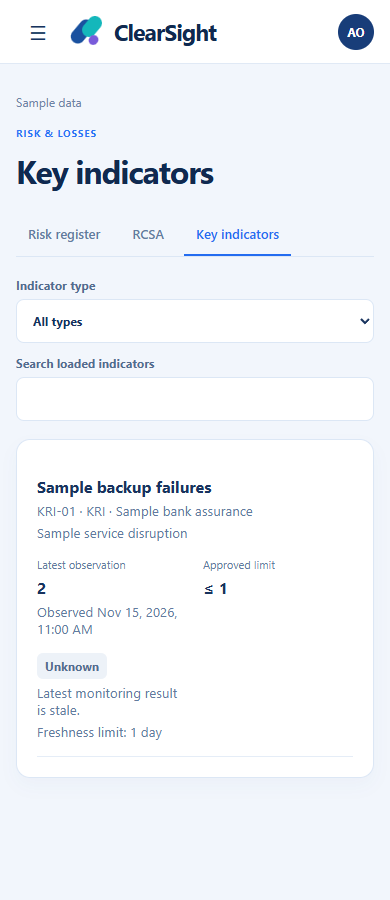 ☰ ClearSight AO
Sample data
RISK & LOSSES
Key indicators
Risk register RCSA Key indicators
Indicator type
All types
Search loaded indicators
Sample backup failures
KRI-01 · KRI · Sample bank assurance
Sample service disruption
Latest observation Approved limit
2 ≤ 1
Observed Nov 15, 2026,
11:00 AM
Unknown
Latest monitoring result
is stale.
Freshness limit: 1 day